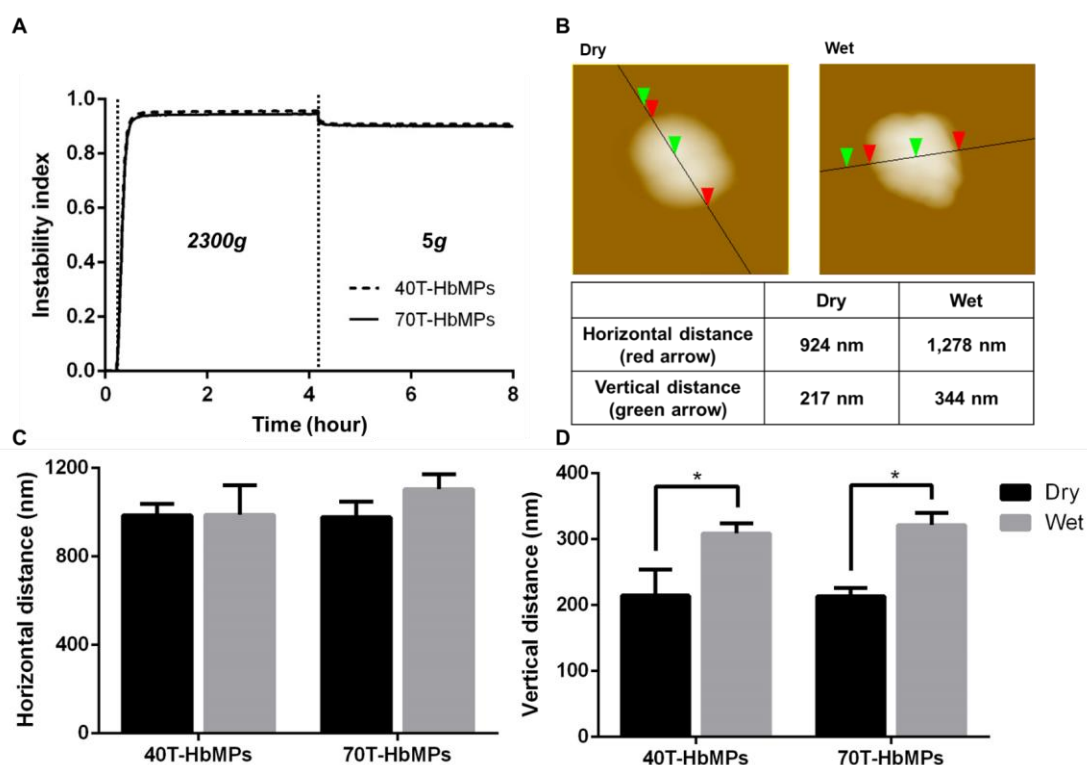 A
Instability index
1.0
0.8
0.6
0.4
0.2
0.0
2300g
5g
40T-HbMPs
70T-HbMPs
0 2 4 6 8
Time (hour)
B
Dry Wet
Dry Wet
Horizontal distance
(red arrow)
924 nm 1,278 nm
Vertical distance
(green arrow)
217 nm 344 nm
C
Horizontal distance (nm)
1200
900
600
400
0
40T-HbMPs 70T-HbMPs
D
Vertical distance (nm)
400
300
200
100
0
* *
40T-HbMPs 70T-HbMPs
Dry
Wet